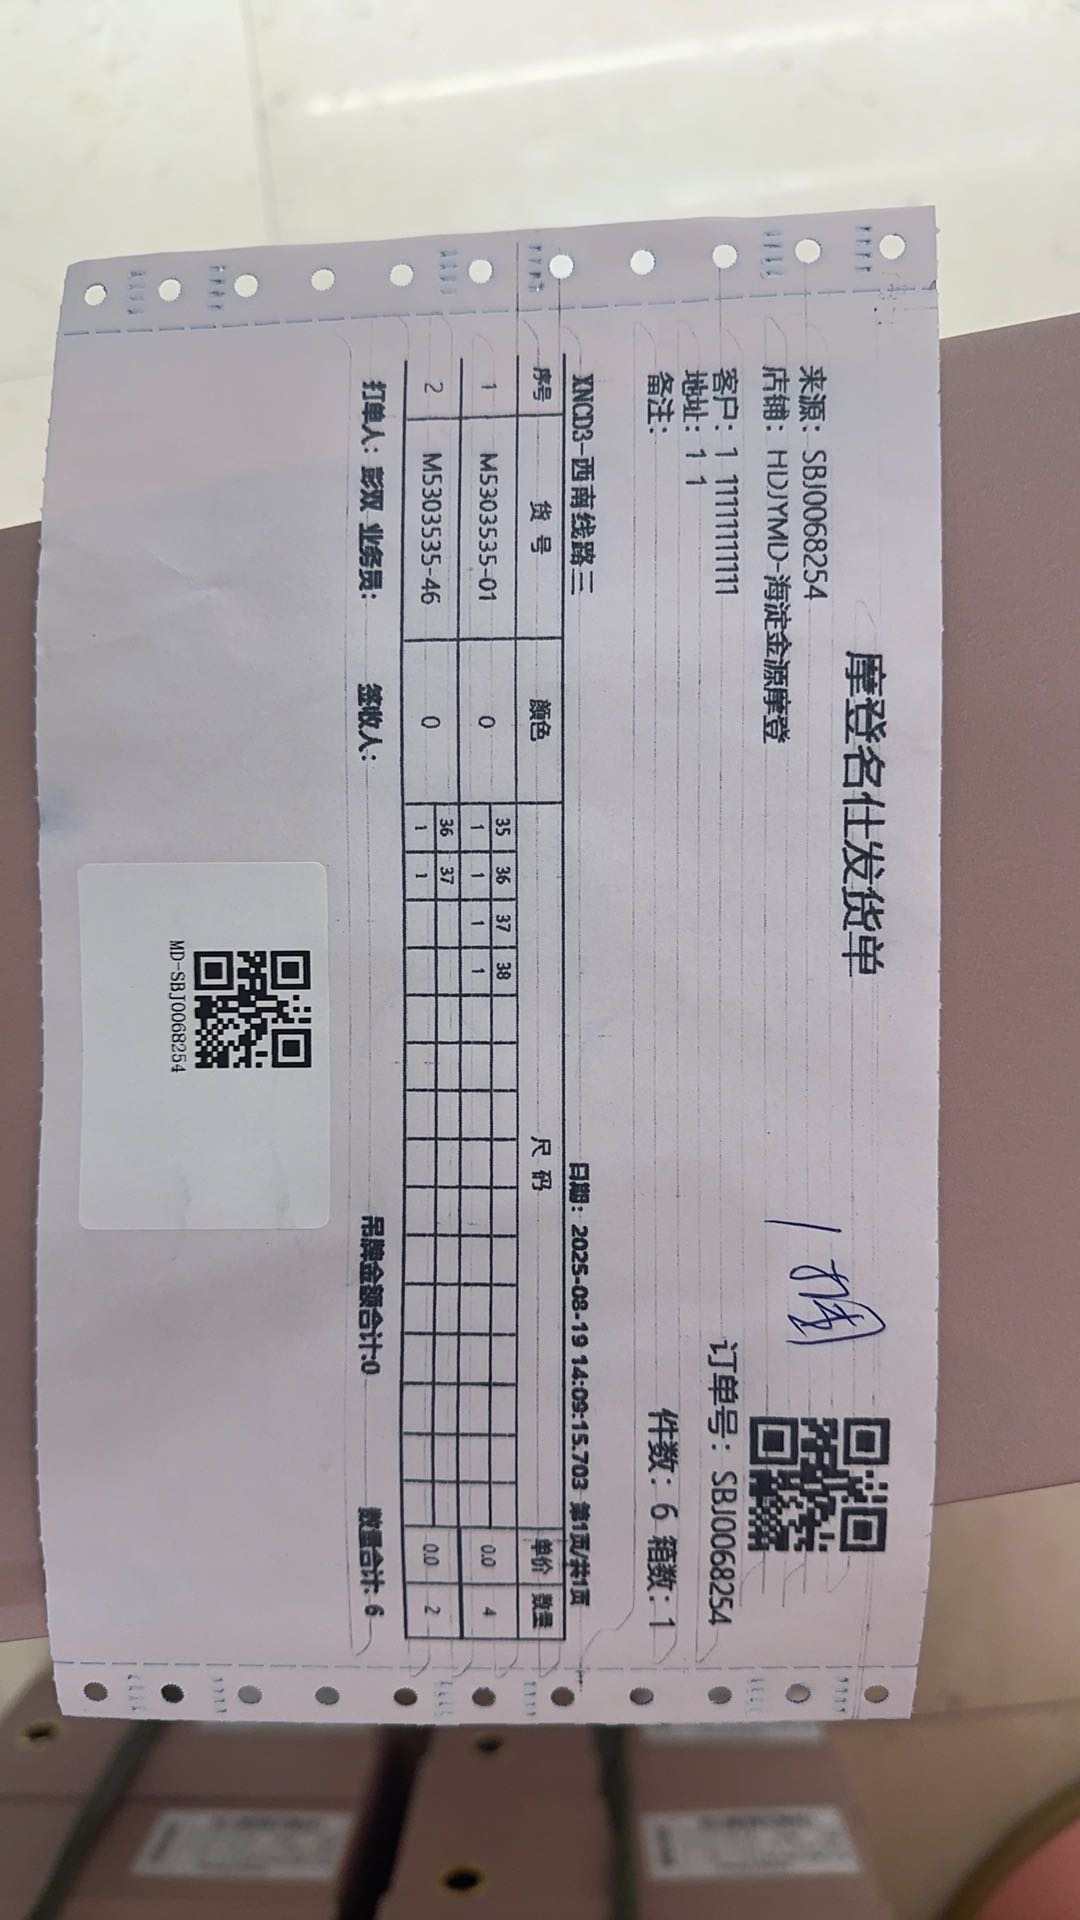 摩登名仕发货单
来源： SBJ0068254
店铺： HDJYMD-海淀金源摩登
客户： 1 11111111111
订单号： SBJ0068254
地址： 1 1
备注：
件数： 6 箱数： 1
XNCD3-西南线路三 日期： 2025-08-19 14:09:15.703 第1页/共1页
序号 货 号 颜色 尺 码 单价 数量
35 36 37 38
1 M5303535-01 0 1 1 1 1 0.0 4
36 37
2 M5303535-46 0 1 1 0.0 2
打单人： 彭双 业务员： 签收人： 吊牌金额合计:0 数量合计: 6
MD-SBJ0068254